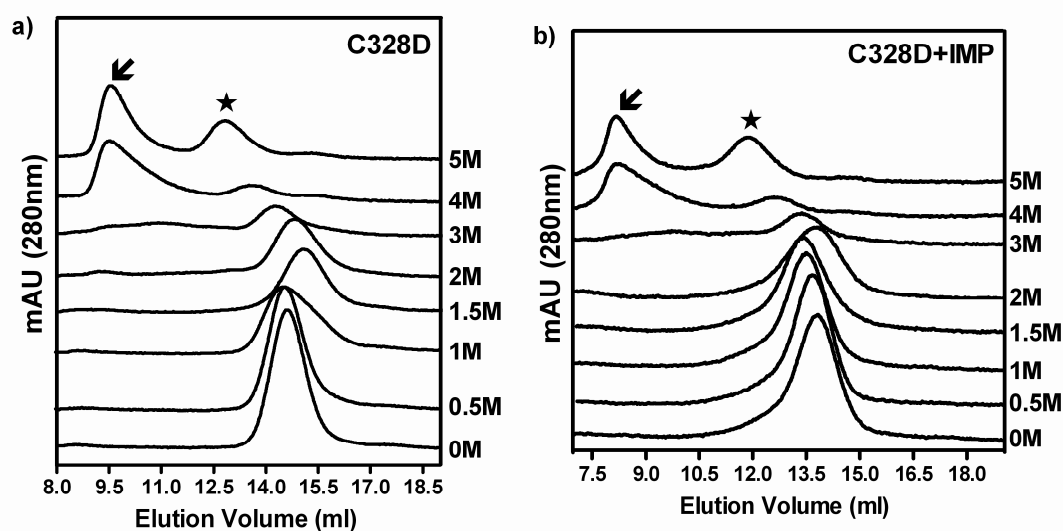 a)
C328D
mAU (280nm)
5M
4M
3M
2M
1.5M
1M
0.5M
0M
8.0 9.5 11.0 12.5 14.0 15.5 17.0 18.5
Elution Volume (ml)
b)
C328D+IMP
mAU (280nm)
5M
4M
3M
2M
1.5M
1M
0.5M
0M
7.5 9.0 10.5 12.0 13.5 15.0 16.5 18.0
Elution Volume (ml)